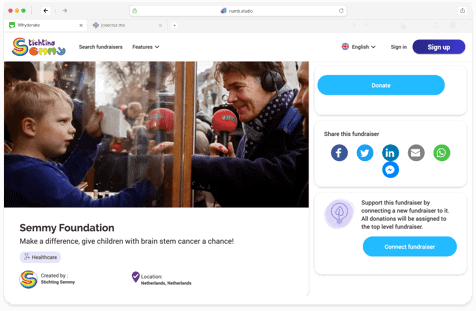 numb.studio
Whydonate
Stichting
Semmy
Search fundraisers
Features
English
Sign in
Sign up
Donate
Share this fundraiser
Support this fundraiser by
connecting a new fundraiser to it.
All donations will be assigned to
the top level fundraiser.
Connect fundraiser
Semmy Foundation
Make a difference, give children with brain stem cancer a chance!
Healthcare
Created by :
Stichting Semmy
Location:
Netherlands, Netherlands